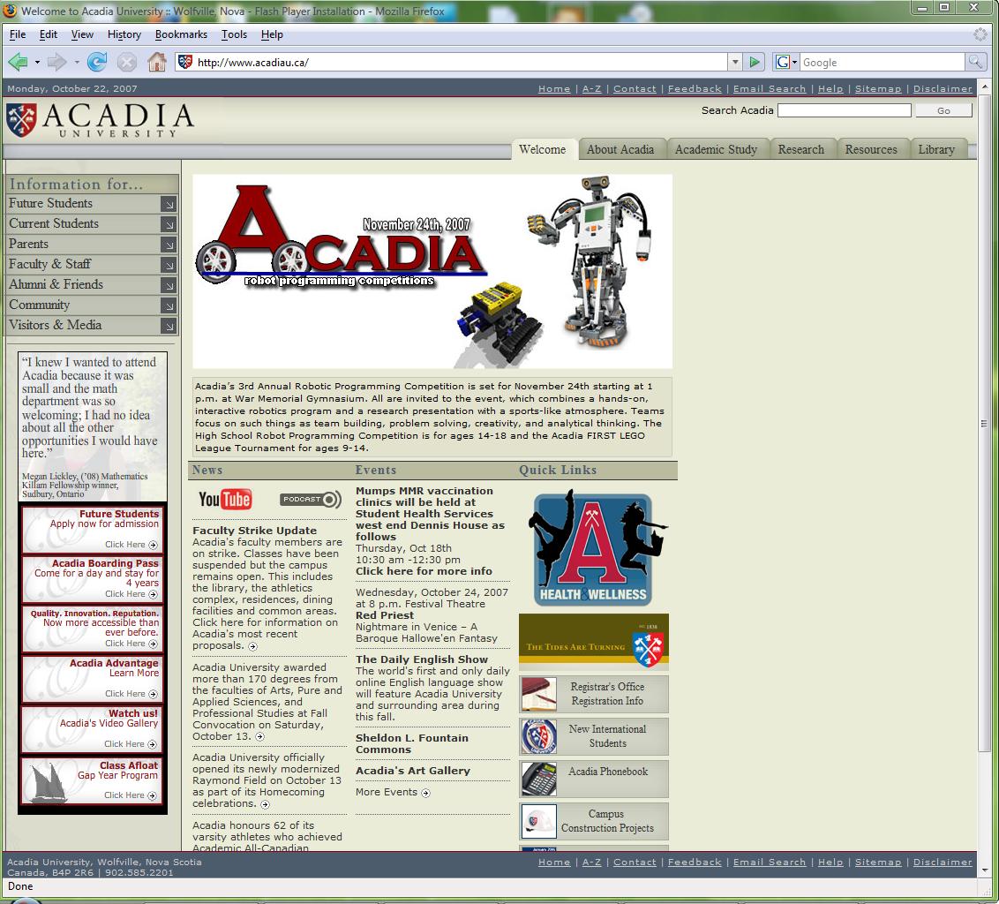 Welcome to Acadia University :: Wolfville, Nova - Flash Player Installation - Mozilla Firefox
File Edit View History Bookmarks Tools Help
http://www.acadiau.ca/
G Google
Monday, October 22, 2007
Home | A-Z | Contact | Feedback | Email Search | Help | Sitemap | Disclaimer
ACADIA
UNIVERSITY
Search Acadia Go
Welcome About Acadia Academic Study Research Resources Library
Information for...
Future Students
Current Students
Parents
Faculty & Staff
Alumni & Friends
Community
Visitors & Media
“I knew I wanted to attend
Acadia because it was
small and the math
department was so
welcoming; I had no idea
about all the other
opportunities I would have
here.”
Megan Lickley, (’08) Mathematics
Killam Fellowship winner,
Sudbury, Ontario
Future Students
Apply now for admission
Click Here
Acadia Boarding Pass
Come for a day and stay for
4 years
Click Here
Quality. Innovation. Reputation.
Now more accessible than
ever before.
Click Here
Acadia Advantage
Learn More
Click Here
Watch us!
Acadia's Video Gallery
Click Here
Class Afloat
Gap Year Program
Click Here
November 24th, 2007
ACADIA
robot programming competitions
Acadia’s 3rd Annual Robotic Programming Competition is set for November 24th starting at 1
p.m. at War Memorial Gymnasium. All are invited to the event, which combines a hands-on,
interactive robotics program and a research presentation with a sports-like atmosphere. Teams
focus on such things as team building, problem solving, creativity, and analytical thinking. The
High School Robot Programming Competition is for ages 14-18 and the Acadia FIRST LEGO
League Tournament for ages 9-14.
News
YouTube
PODCAST
Faculty Strike Update
Acadia's faculty members are
on strike. Classes have been
suspended but the campus
remains open. This includes
the library, the athletics
complex, residences, dining
facilities and common areas.
Click here for information on
Acadia's most recent
proposals.
Acadia University awarded
more than 170 degrees from
the faculties of Arts, Pure and
Applied Sciences, and
Professional Studies at Fall
Convocation on Saturday,
October 13.
Acadia University officially
opened its newly modernized
Raymond Field on October 13
as part of its Homecoming
celebrations.
Acadia honours 62 of its
varsity athletes who achieved
Academic All-Canadian
Events
Mumps MMR vaccination
clinics will be held at
Student Health Services
west end Dennis House as
follows
Thursday, Oct 18th
10:30 am -12:30 pm
Click here for more info
Wednesday, October 24, 2007
at 8 p.m. Festival Theatre
Red Priest
Nightmare in Venice – A
Baroque Hallowe'en Fantasy
The Daily English Show
The world's first and only daily
online English language show
will feature Acadia University
and surrounding area during
this fall.
Sheldon L. Fountain
Commons
Acadia's Art Gallery
More Events
Quick Links
A
HEALTH&WELLNESS
EST. 1838
THE TIDES ARE TURNING
Registrar's Office
Registration Info
New International
Students
Acadia Phonebook
Campus
Construction Projects
Acadia University, Wolfville, Nova Scotia
Canada, B4P 2R6 | 902.585.2201
Home | A-Z | Contact | Feedback | Email Search | Help | Sitemap | Disclaimer
Done